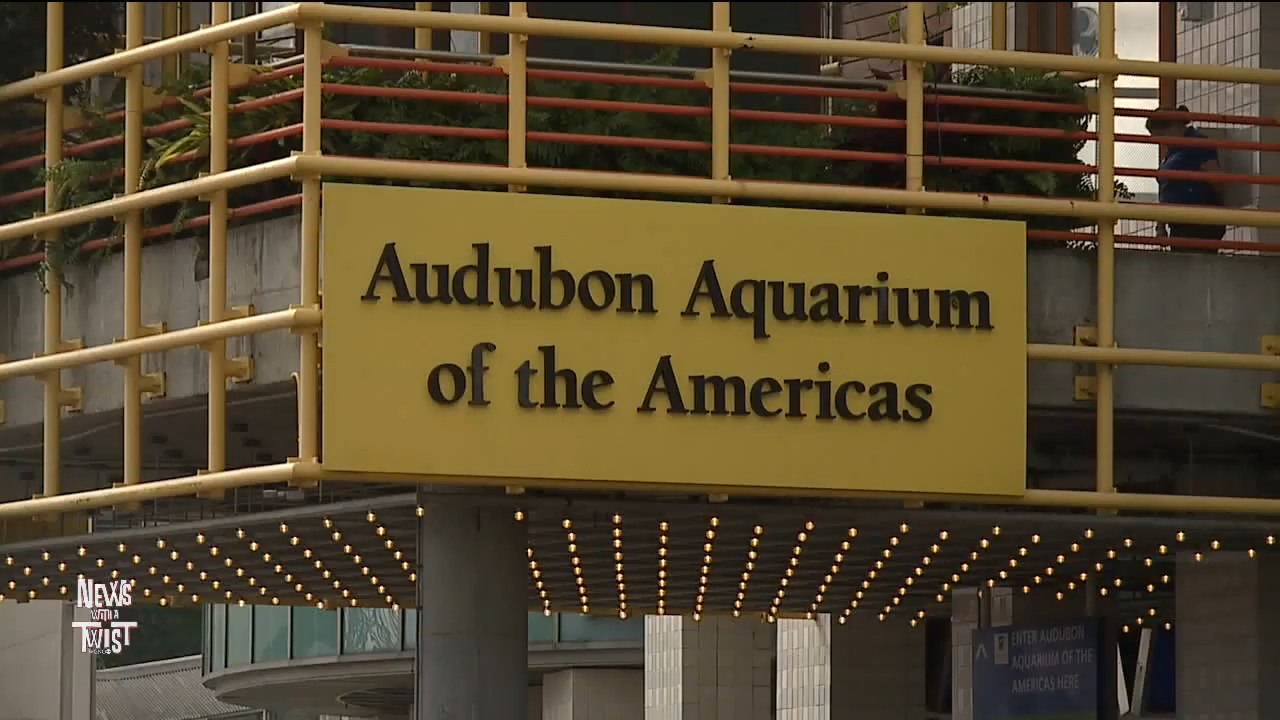 Audubon Aquarium
of the Americas
NEWS
WITH A
TWIST
ENTER AUDUBON
AQUARIUM OF THE
AMERICAS HERE